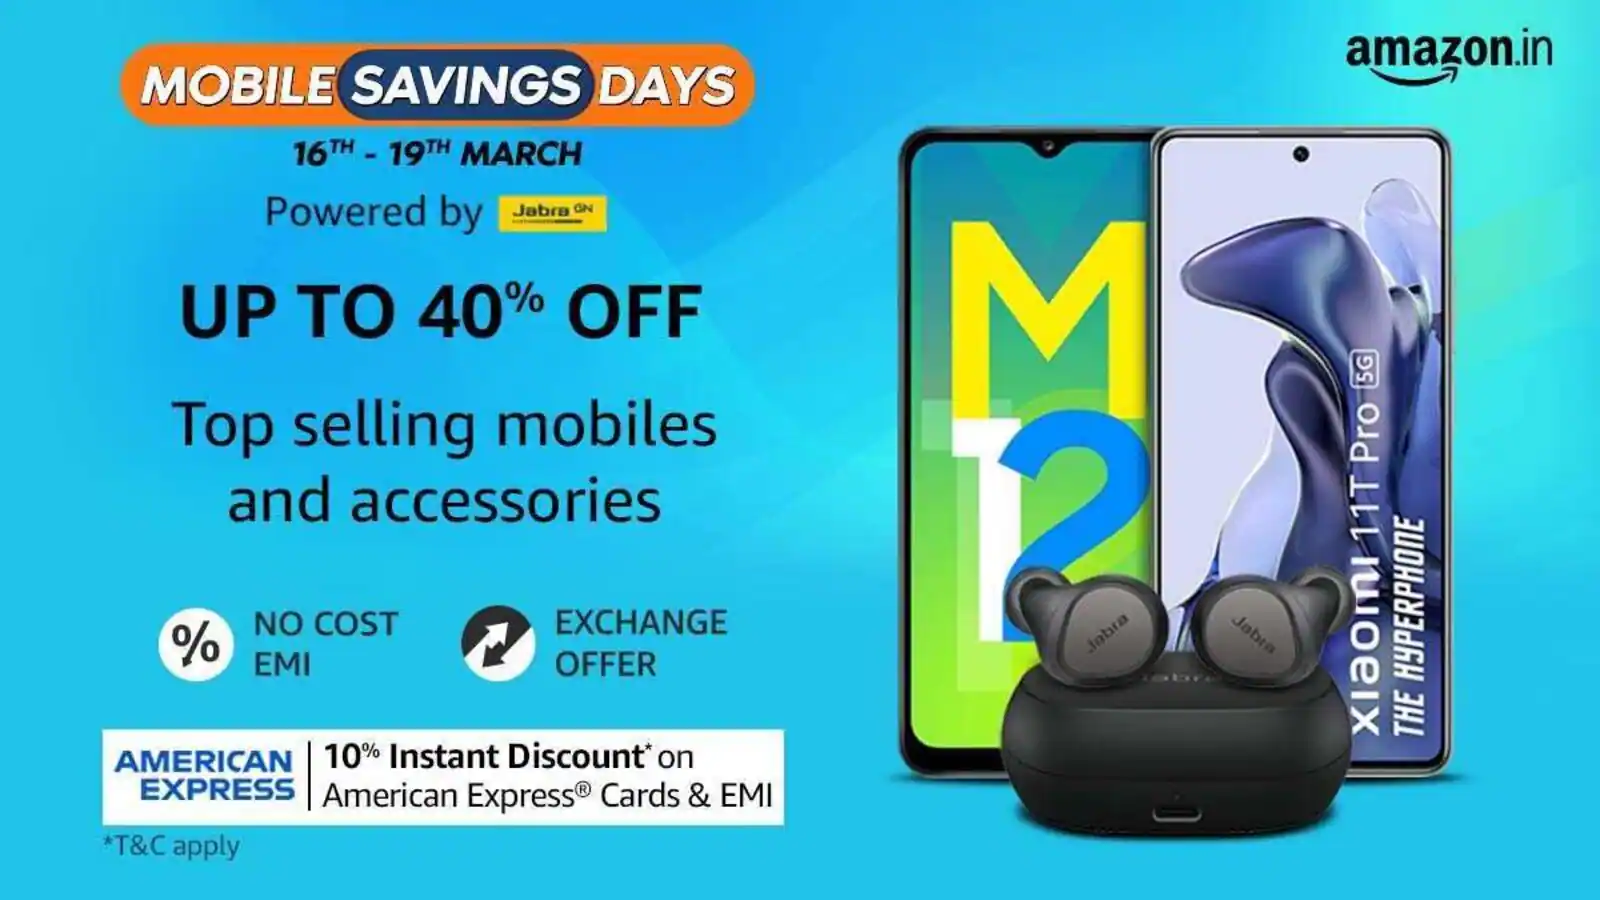 amazon.in
MOBILE SAVINGS DAYS
16TH - 19TH MARCH
Powered by Jabra GN
UP TO 40% OFF
Top selling mobiles
and accessories
NO COST
EMI
EXCHANGE
OFFER
AMERICAN
EXPRESS
10% Instant Discount* on
American Express® Cards & EMI
*T&C apply
M
12
xiaomi 11T Pro 5G
THE HYPERPHONE
Jabra
Jabra
Jabra